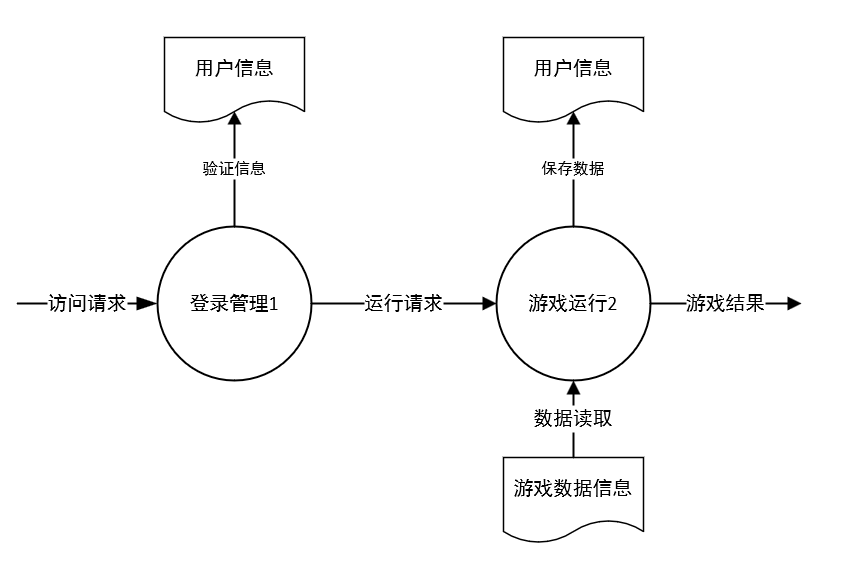 用户信息
用户信息
验证信息
保存数据
访问请求
登录管理1
运行请求
游戏运行2
游戏结果
数据读取
游戏数据信息